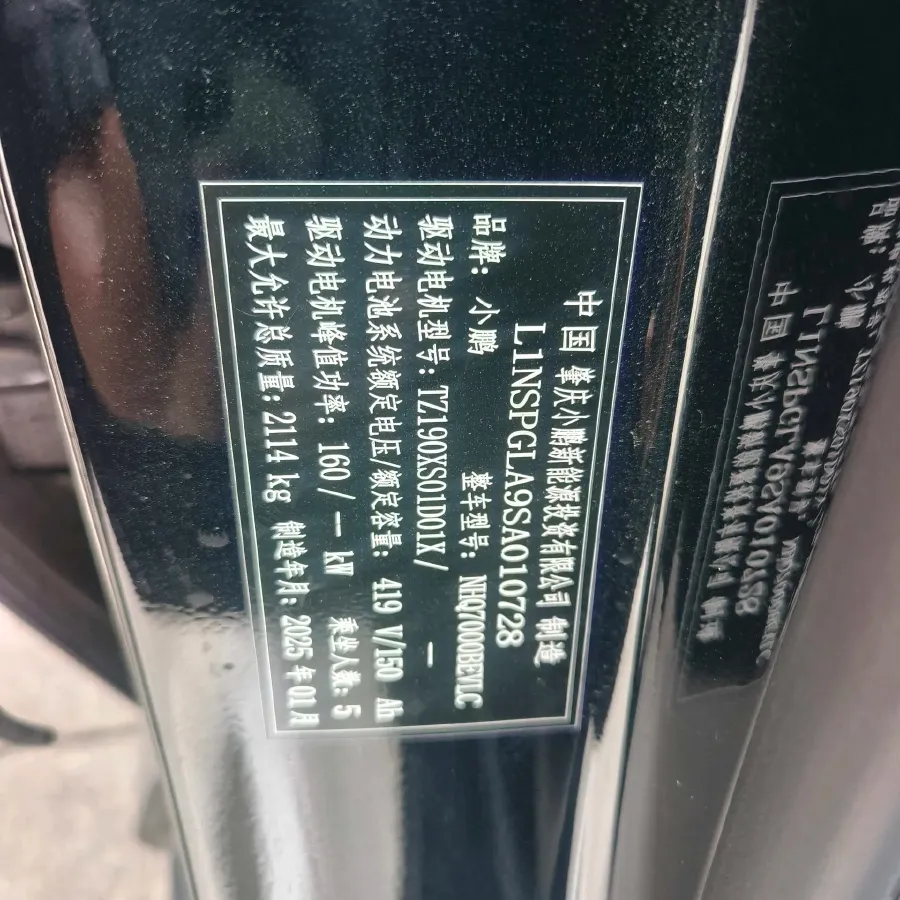 中国 肇庆小鹏新能源投资有限公司 制造
L1NSPGLA9SA010728
品牌: 小鹏 整车型号: NHQ7000BEVLC
驱动电机型号: TZ190XS01D01X/ —
动力电池系统额定电压/额定容量: 419 V/150 Ah
驱动电机峰值功率: 160/ — kW 乘坐人数: 5
最大允许总质量: 2114 kg 制造年月: 2025 年 01月